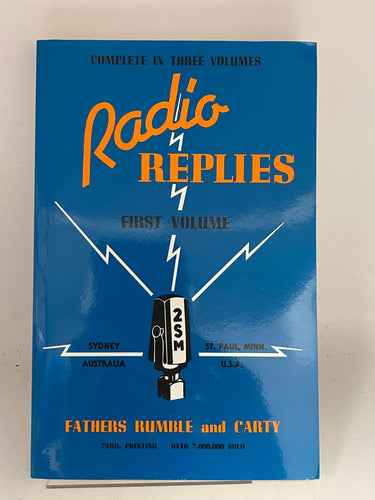 COMPLETE IN THREE VOLUMES
Radio
REPLIES
FIRST VOLUME
2SM
SYDNEY
AUSTRALIA
ST. PAUL, MINN.
U.S.A.
FATHERS RUMBLE and CARTY
73RD. PRINTING OVER 7,000,000 SOLD